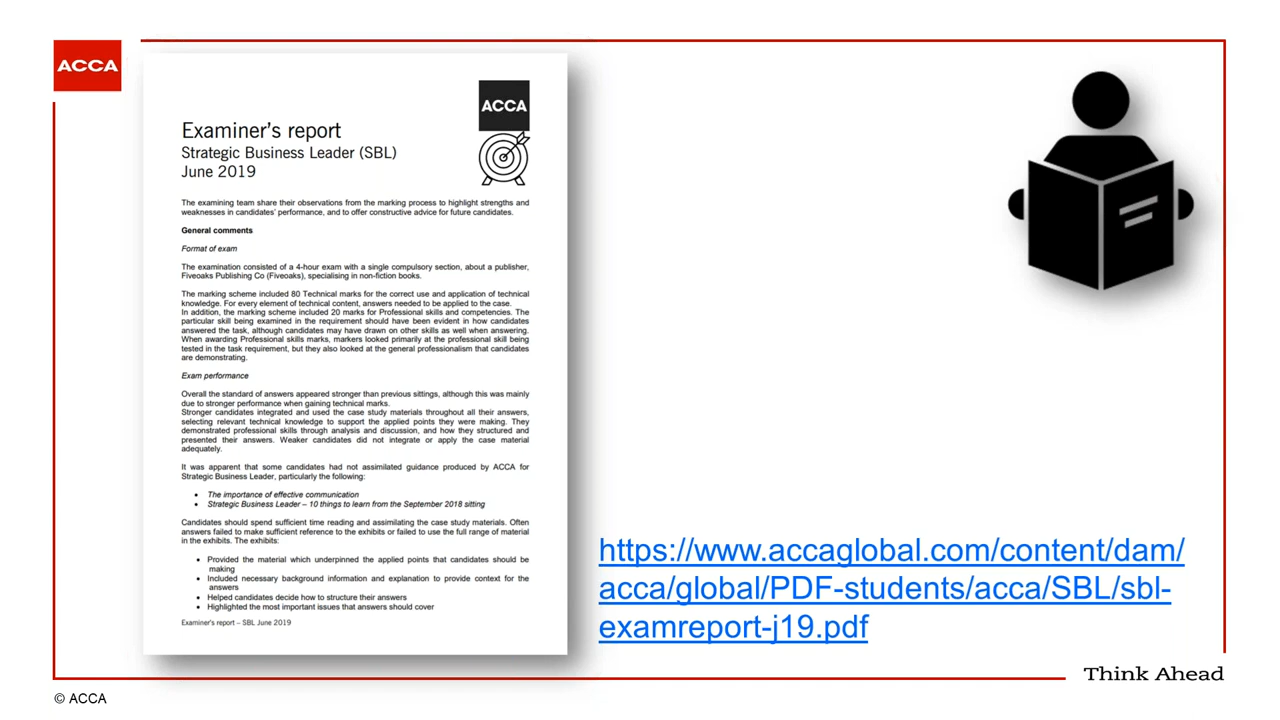 ACCA
ACCA
Examiner's report
Strategic Business Leader (SBL)
June 2019
The examining team share their observations from the marking process to highlight strengths and
weaknesses in candidates' performance, and to offer constructive advice for future candidates.
General comments
Format of exam
The examination consisted of a 4-hour exam with a single compulsory section, about a publisher,
Fiveoaks Publishing Co (Fiveoaks), specialising in non-fiction books.
The marking scheme included 80 Technical marks for the correct use and application of technical
knowledge. For every element of technical content, answers needed to be applied to the case.
In addition, the marking scheme included 20 marks for Professional skills and competencies. The
particular skill being examined in the requirement should have been evident in how candidates
answered the task, although candidates may have drawn on other skills as well when answering.
When awarding Professional skills marks, markers looked primarily at the professional skill being
tested in the task requirement, but they also looked at the general professionalism that candidates
are demonstrating.
Exam performance
Overall the standard of answers appeared stronger than previous sittings, although this was mainly
due to stronger performance when gaining technical marks.
Stronger candidates integrated and used the case study materials throughout all their answers,
selecting relevant technical knowledge to support the applied points they were making. They
demonstrated professional skills through analysis and discussion, and how they structured and
presented their answers. Weaker candidates did not integrate or apply the case material
adequately.
It was apparent that some candidates had not assimilated guidance produced by ACCA for
Strategic Business Leader, particularly the following:
• The importance of effective communication
• Strategic Business Leader – 10 things to learn from the September 2018 sitting
Candidates should spend sufficient time reading and assimilating the case study materials. Often
answers failed to make sufficient reference to the exhibits or failed to use the full range of material
in the exhibits. The exhibits:
• Provided the material which underpinned the applied points that candidates should be
making
• Included necessary background information and explanation to provide context for the
answers
• Helped candidates decide how to structure their answers
• Highlighted the most important issues that answers should cover
Examiner's report – SBL June 2019
https://www.accaglobal.com/content/dam/
acca/global/PDF-students/acca/SBL/sbl-
examreport-j19.pdf
Think Ahead
© ACCA